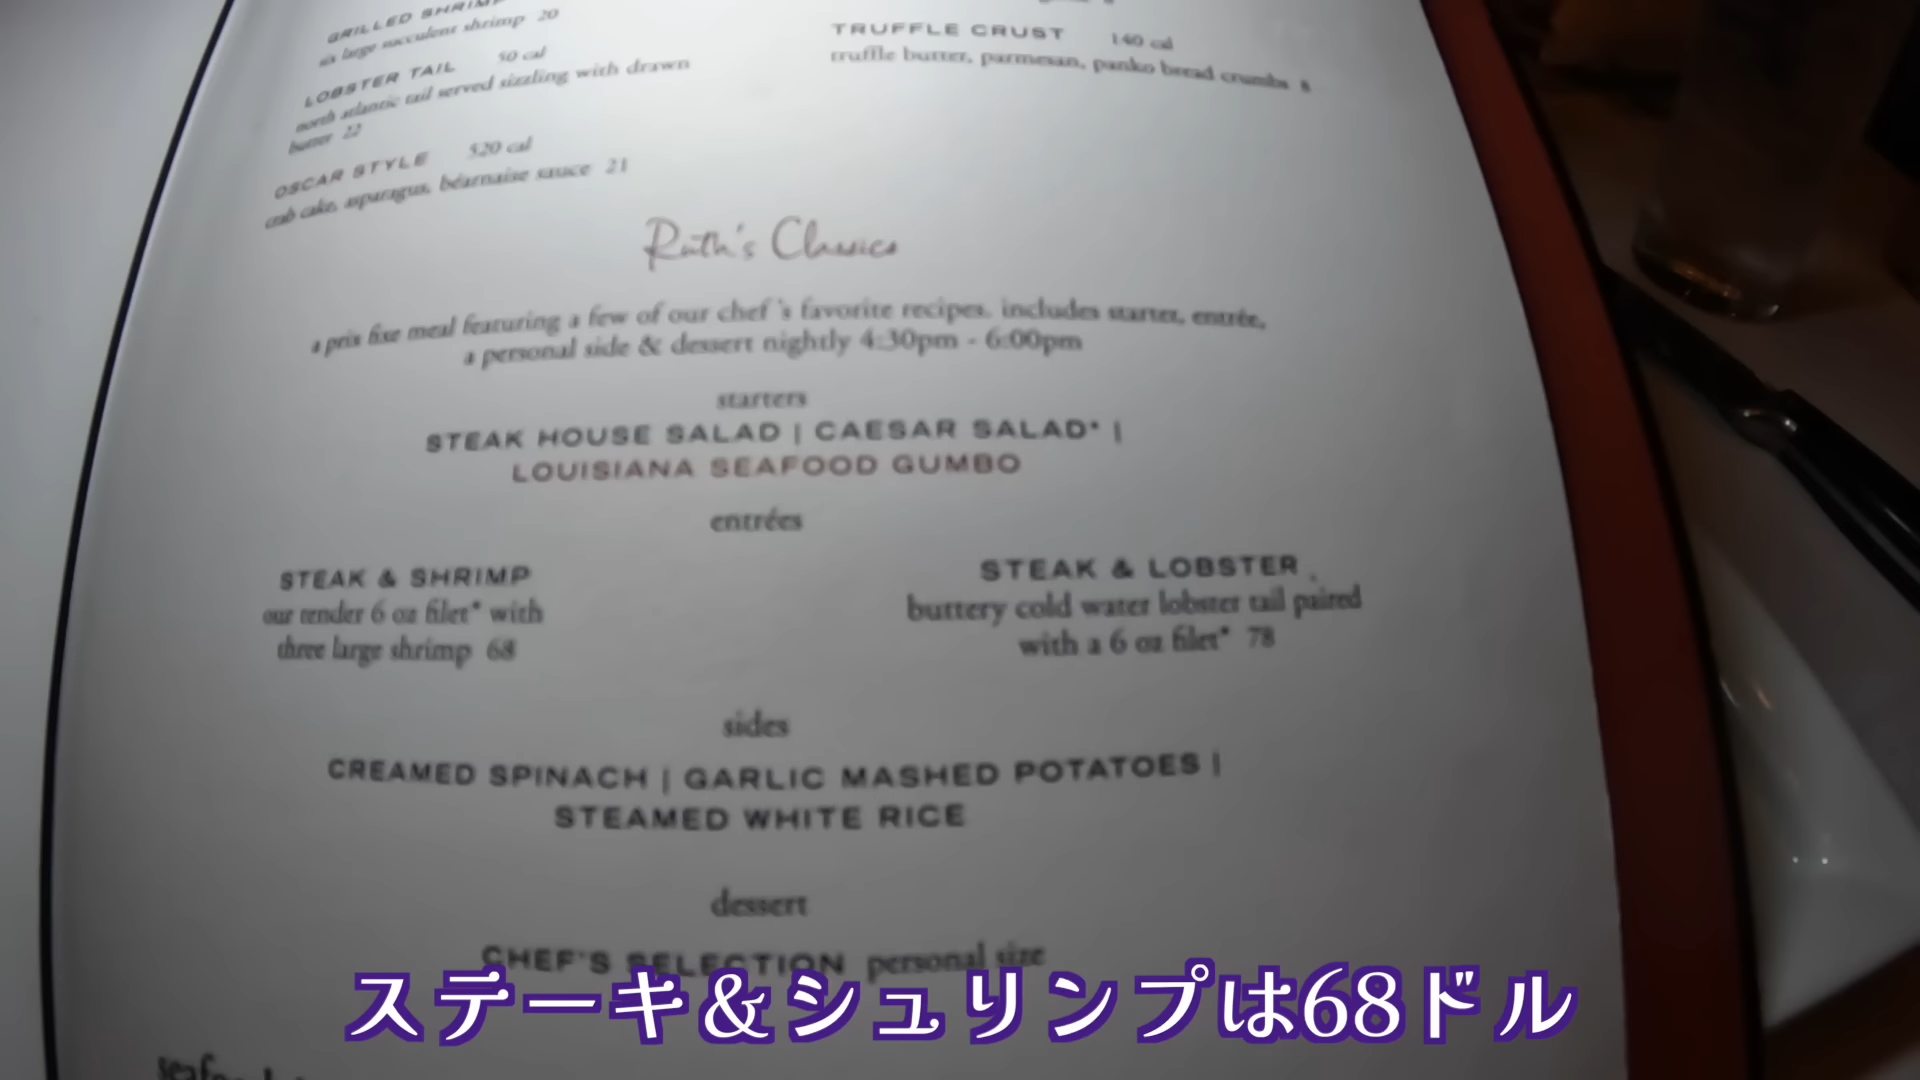 GRILLED SHRIMP
six large succulent shrimp 20
LOBSTER TAIL 50 cal
north atlantic tail served sizzling with drawn
butter 22
OSCAR STYLE 520 cal
crab cake, asparagus, béarnaise sauce 21
TRUFFLE CRUST 140 cal
truffle butter, parmesan, panko bread crumbs 8
Ruth's Classics
a prix fixe meal featuring a few of our chef's favorite recipes. includes starter, entrée,
a personal side & dessert nightly 4:30pm - 6:00pm
starters
STEAK HOUSE SALAD | CAESAR SALAD* |
LOUISIANA SEAFOOD GUMBO
entrées
STEAK & SHRIMP
our tender 6 oz filet* with
three large shrimp 68
STEAK & LOBSTER
buttery cold water lobster tail paired
with a 6 oz filet* 78
sides
CREAMED SPINACH | GARLIC MASHED POTATOES |
STEAMED WHITE RICE
dessert
CHEF'S SELECTION personal size
ステーキ&シュリンプは68ドル